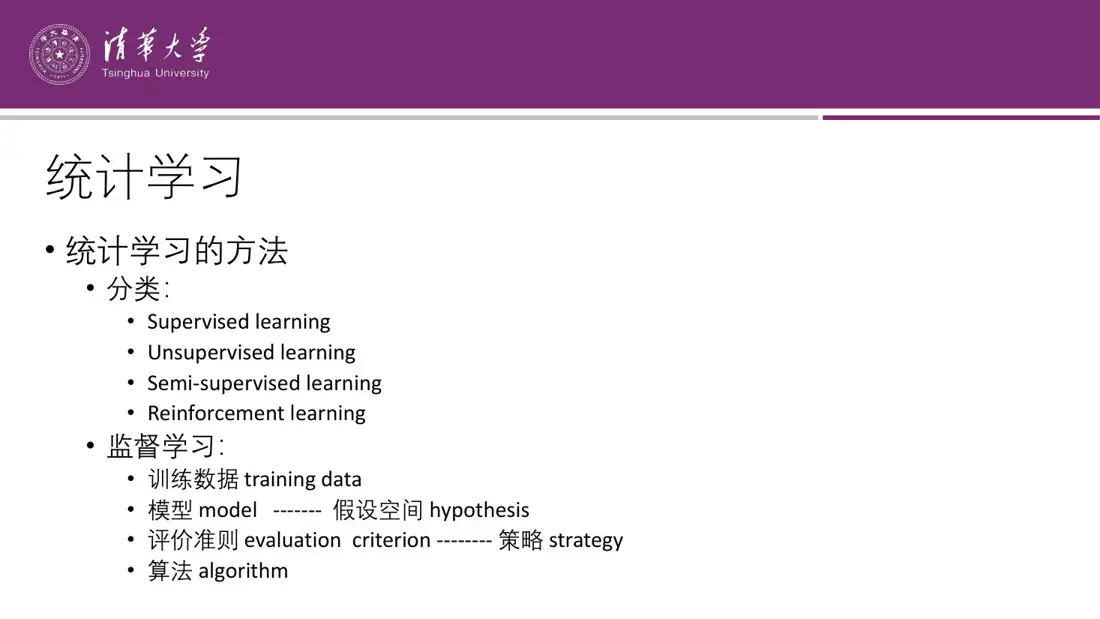 清华大学
Tsinghua University
统计学习
• 统计学习的方法
• 分类:
• Supervised learning
• Unsupervised learning
• Semi-supervised learning
• Reinforcement learning
• 监督学习:
• 训练数据 training data
• 模型 model ------- 假设空间 hypothesis
• 评价准则 evaluation criterion -------- 策略 strategy
• 算法 algorithm